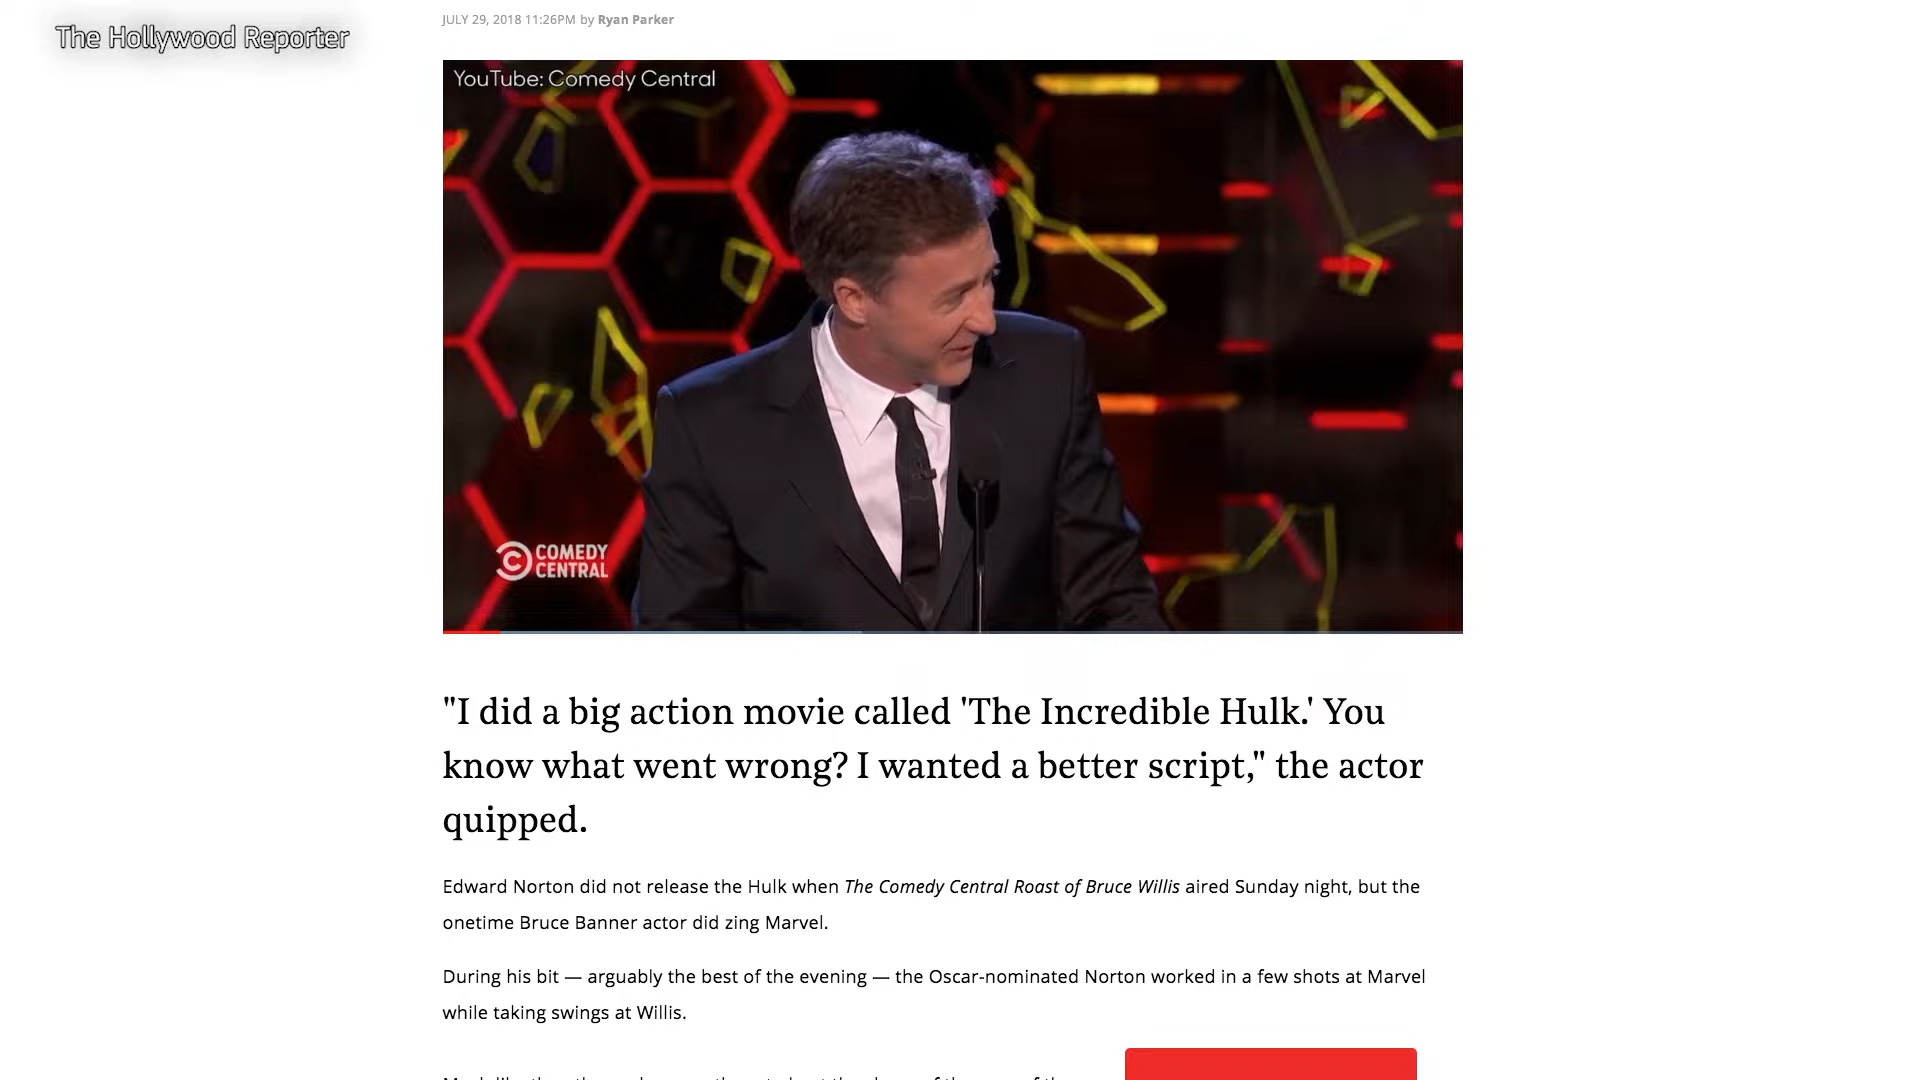 The Hollywood Reporter
JULY 29, 2018 11:26PM by Ryan Parker
YouTube: Comedy Central
COMEDY
CENTRAL
"I did a big action movie called 'The Incredible Hulk.' You
know what went wrong? I wanted a better script," the actor
quipped.
Edward Norton did not release the Hulk when The Comedy Central Roast of Bruce Willis aired Sunday night, but the
onetime Bruce Banner actor did zing Marvel.
During his bit — arguably the best of the evening — the Oscar-nominated Norton worked in a few shots at Marvel
while taking swings at Willis.